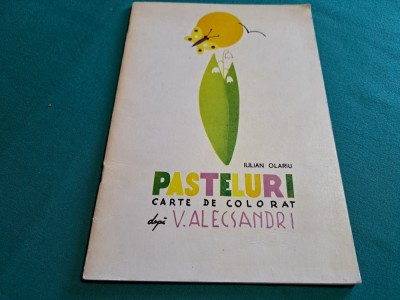 IULIAN OLARIU
PASTELURI
CARTE DE COLORAT
după V. ALECSANDRI